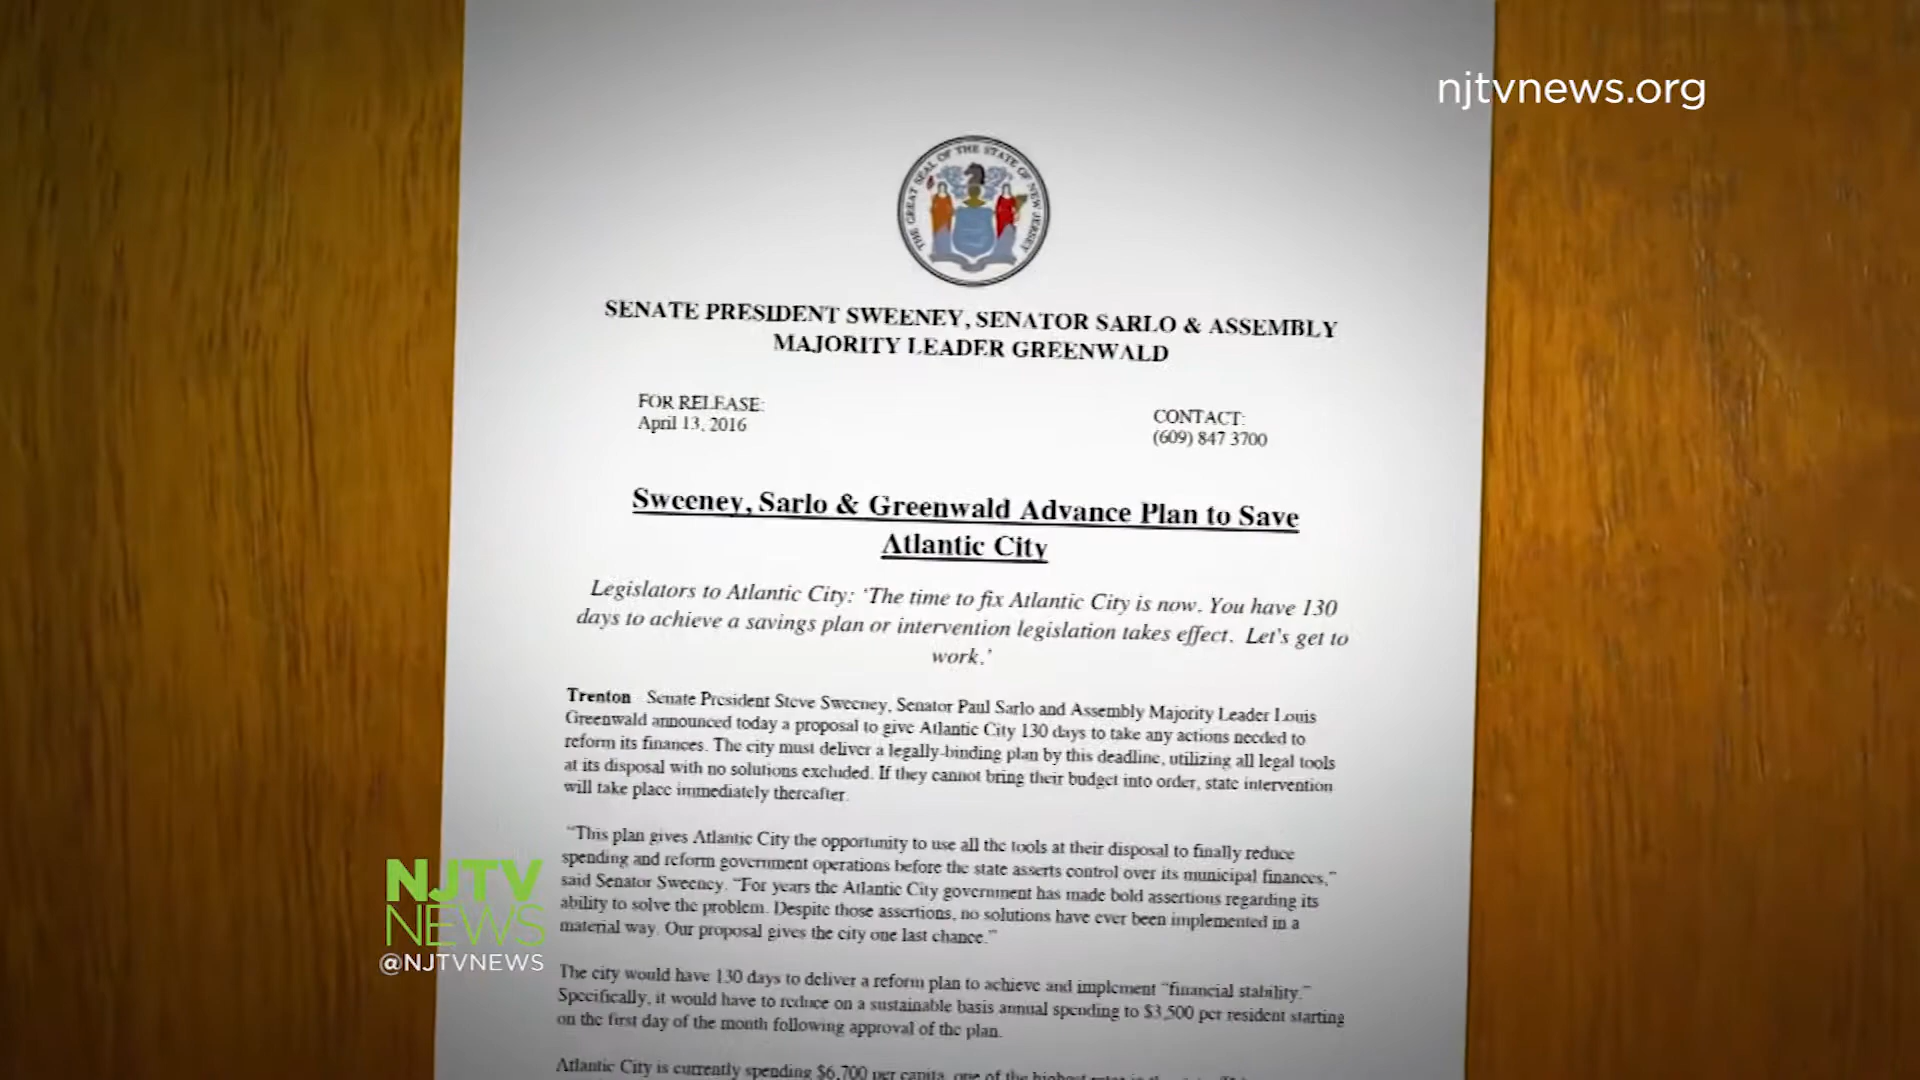 njtvnews.org
THE GREAT SEAL OF THE STATE OF NEW JERSEY
SENATE PRESIDENT SWEENEY, SENATOR SARLO & ASSEMBLY
MAJORITY LEADER GREENWALD
FOR RELEASE:
April 13, 2016
CONTACT:
(609) 847 3700
Sweeney, Sarlo & Greenwald Advance Plan to Save
Atlantic City
Legislators to Atlantic City: 'The time to fix Atlantic City is now. You have 130
days to achieve a savings plan or intervention legislation takes effect. Let's get to
work.'
Trenton Senate President Steve Sweeney, Senator Paul Sarlo and Assembly Majority Leader Louis
Greenwald announced today a proposal to give Atlantic City 130 days to take any actions needed to
reform its finances. The city must deliver a legally-binding plan by this deadline, utilizing all legal tools
at its disposal with no solutions excluded. If they cannot bring their budget into order, state intervention
will take place immediately thereafter.
"This plan gives Atlantic City the opportunity to use all the tools at their disposal to finally reduce
spending and reform government operations before the state asserts control over its municipal finances,"
said Senator Sweeney. "For years the Atlantic City government has made bold assertions regarding its
ability to solve the problem. Despite those assertions, no solutions have ever been implemented in a
material way. Our proposal gives the city one last chance."
The city would have 130 days to deliver a reform plan to achieve and implement "financial stability."
Specifically, it would have to reduce on a sustainable basis annual spending to $3,500 per resident starting
on the first day of the month following approval of the plan.
Atlantic City is currently spending $6,700 per capita, one of the highest rates in the
NJTV
NEWS
@NJTVNEWS